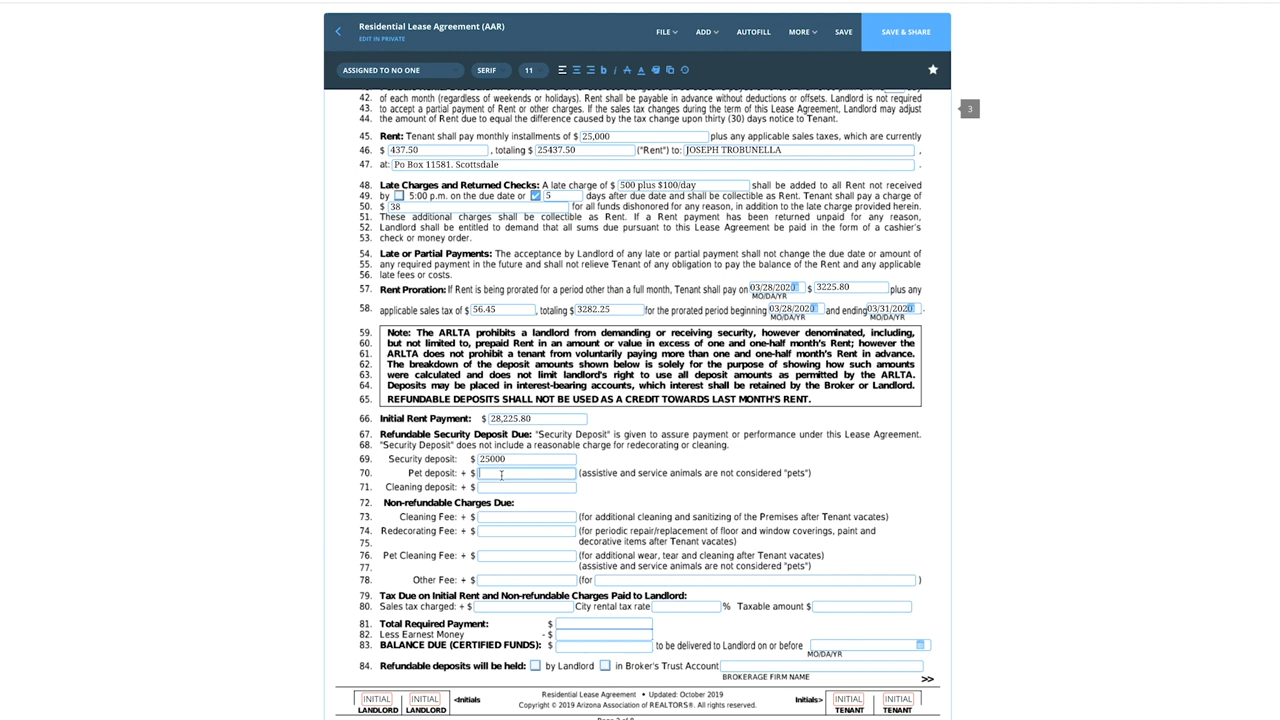 Residential Lease Agreement (AAR)
EDIT IN PRIVATE
FILE ADD AUTOFILL MORE SAVE SAVE & SHARE
ASSIGNED TO NO ONE SERIF 11 b i A A
3
42. of each month (regardless of weekends or holidays). Rent shall be payable in advance without deductions or offsets. Landlord is not required
43. to accept a partial payment of Rent or other charges. If the sales tax changes during the term of this Lease Agreement, Landlord may adjust
44. the amount of Rent due to equal the difference caused by the tax change upon thirty (30) days notice to Tenant.
45. Rent: Tenant shall pay monthly installments of $ 25,000 plus any applicable sales taxes, which are currently
46. $ 437.50 , totaling $ 25437.50 ("Rent") to: JOSEPH TROBUNELLA ,
47. at: Po Box 11581. Scottsdale .
48. Late Charges and Returned Checks: A late charge of $ 500 plus $100/day shall be added to all Rent not received
49. by 5:00 p.m. on the due date or 5 days after due date and shall be collectible as Rent. Tenant shall pay a charge of
50. $ 38 for all funds dishonored for any reason, in addition to the late charge provided herein.
51. These additional charges shall be collectible as Rent. If a Rent payment has been returned unpaid for any reason,
52. Landlord shall be entitled to demand that all sums due pursuant to this Lease Agreement be paid in the form of a cashier's
53. check or money order.
54. Late or Partial Payments: The acceptance by Landlord of any late or partial payment shall not change the due date or amount of
55. any required payment in the future and shall not relieve Tenant of any obligation to pay the balance of the Rent and any applicable
56. late fees or costs.
57. Rent Proration: If Rent is being prorated for a period other than a full month, Tenant shall pay on 03/28/2020 $ 3225.80 plus any
MO/DA/YR
58. applicable sales tax of $ 56.45 , totaling $ 3282.25 for the prorated period beginning 03/28/2020 and ending 03/31/2020 .
MO/DA/YR MO/DA/YR
59. Note: The ARLTA prohibits a landlord from demanding or receiving security, however denominated, including,
60. but not limited to, prepaid Rent in an amount or value in excess of one and one-half month's Rent; however the
61. ARLTA does not prohibit a tenant from voluntarily paying more than one and one-half month's Rent in advance.
62. The breakdown of the deposit amounts shown below is solely for the purpose of showing how such amounts
63. were calculated and does not limit landlord's right to use all deposit amounts as permitted by the ARLTA.
64. Deposits may be placed in interest-bearing accounts, which interest shall be retained by the Broker or Landlord.
65. REFUNDABLE DEPOSITS SHALL NOT BE USED AS A CREDIT TOWARDS LAST MONTH'S RENT.
66. Initial Rent Payment: $ 28,225.80
67. Refundable Security Deposit Due: "Security Deposit" is given to assure payment or performance under this Lease Agreement.
68. "Security Deposit" does not include a reasonable charge for redecorating or cleaning.
69. Security deposit: $ 25000
70. Pet deposit: + $ (assistive and service animals are not considered "pets")
71. Cleaning deposit: + $
72. Non-refundable Charges Due:
73. Cleaning Fee: + $ (for additional cleaning and sanitizing of the Premises after Tenant vacates)
74. Redecorating Fee: + $ (for periodic repair/replacement of floor and window coverings, paint and
75. decorative items after Tenant vacates)
76. Pet Cleaning Fee: + $ (for additional wear, tear and cleaning after Tenant vacates)
77. (assistive and service animals are not considered "pets")
78. Other Fee: + $ (for )
79. Tax Due on Initial Rent and Non-refundable Charges Paid to Landlord:
80. Sales tax charged: + $ City rental tax rate % Taxable amount $
81. Total Required Payment: $
82. Less Earnest Money - $
83. BALANCE DUE (CERTIFIED FUNDS): $ to be delivered to Landlord on or before
MO/DA/YR
84. Refundable deposits will be held: by Landlord in Broker's Trust Account
BROKERAGE FIRM NAME >>
INITIAL INITIAL <Initials Residential Lease Agreement • Updated: October 2019 Initials> INITIAL INITIAL
LANDLORD LANDLORD Copyright © 2019 Arizona Association of REALTORS®. All rights reserved. TENANT TENANT